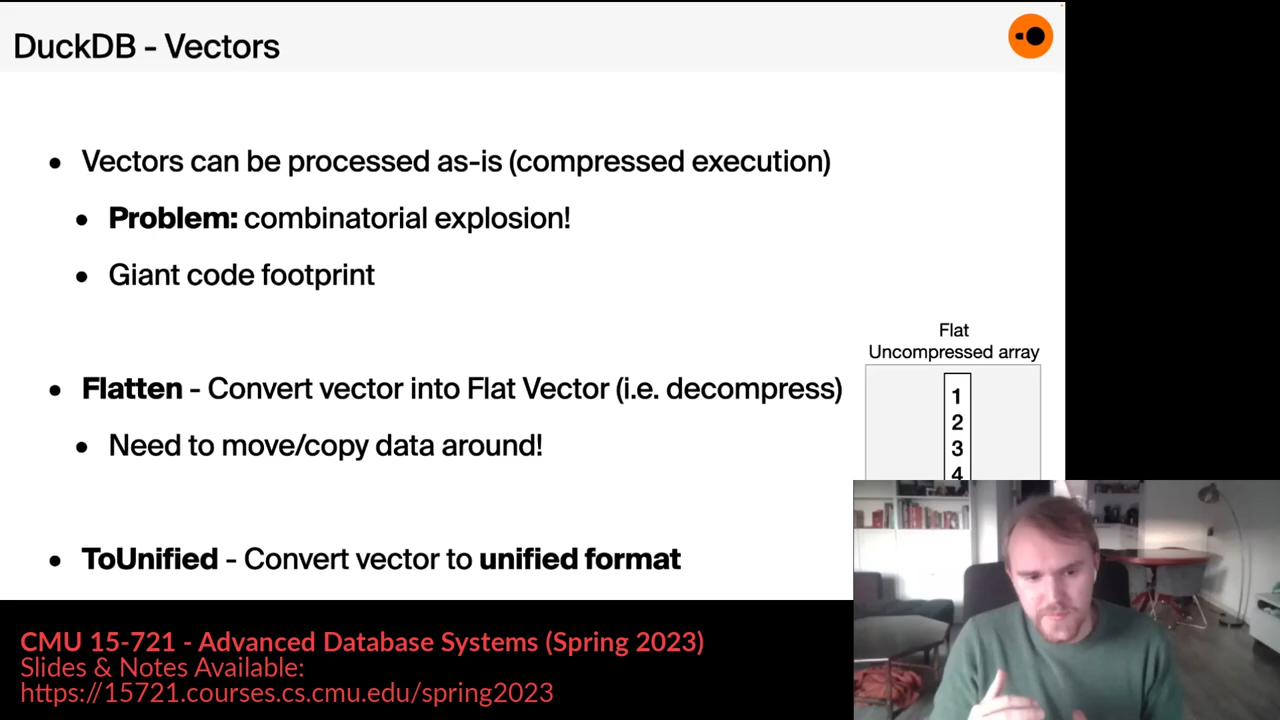 DuckDB - Vectors
• Vectors can be processed as-is (compressed execution)
• Problem: combinatorial explosion!
• Giant code footprint
Flat
Uncompressed array
• Flatten - Convert vector into Flat Vector (i.e. decompress)
1
2
3
4
• Need to move/copy data around!
• ToUnified - Convert vector to unified format
CMU 15-721 - Advanced Database Systems (Spring 2023)
Slides & Notes Available:
https://15721.courses.cs.cmu.edu/spring2023